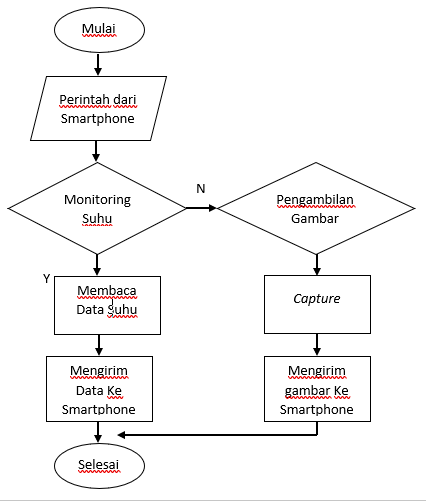 Mulai
Perintah dari
Smartphone
Monitoring
Suhu
N
Pengambilan
Gambar
Y
Membaca
Data Suhu
Capture
Mengirim
Data Ke
Smartphone
Mengirim
gambar Ke
Smartphone
Selesai